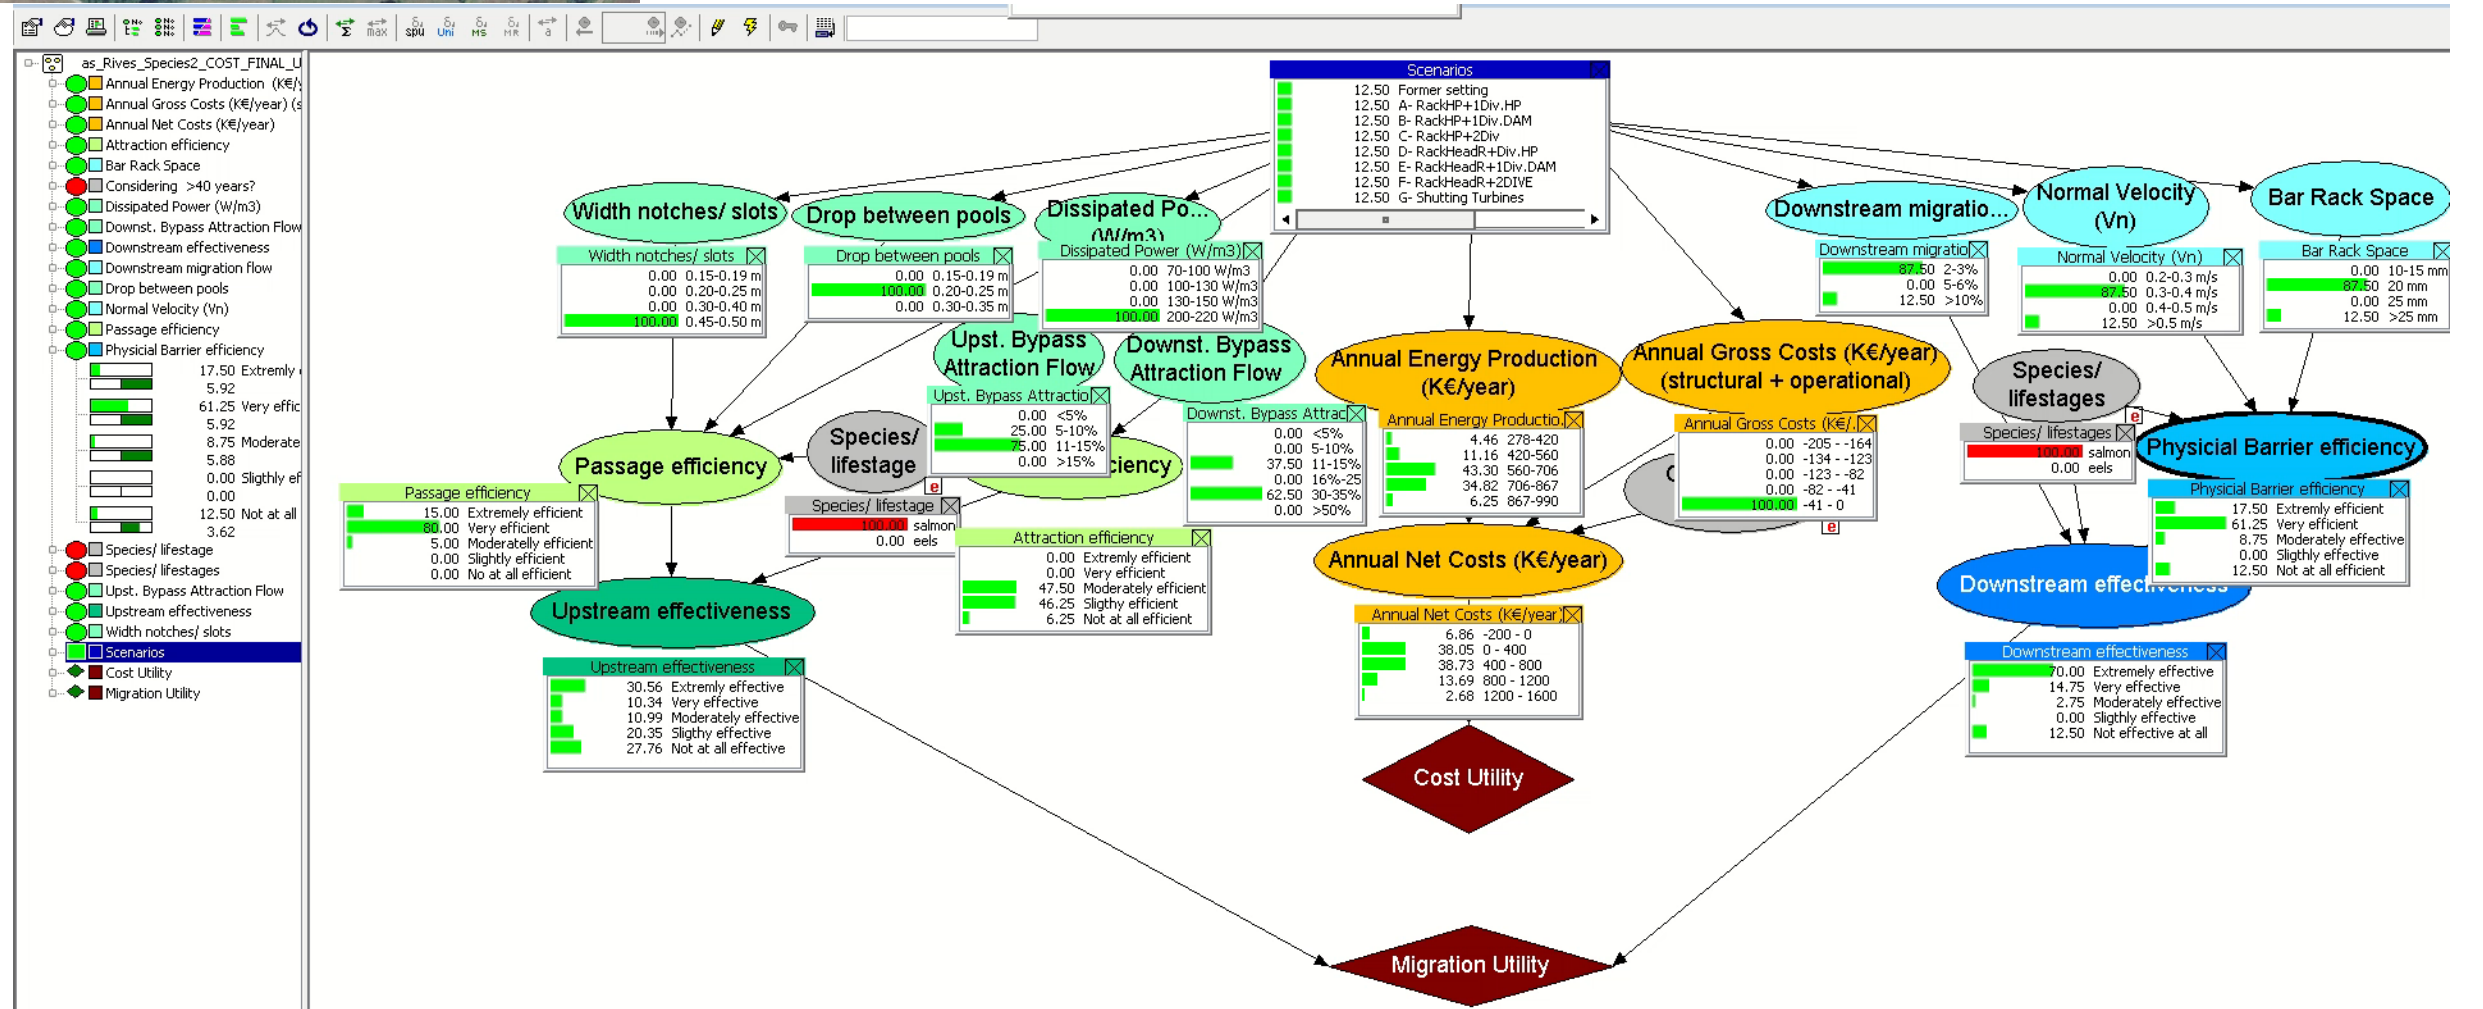 Σ
max
spu
Uni
MS
MR
a
as_Rives_Species2_COST_FINAL_U
Annual Energy Production (K€/y
Annual Gross Costs (K€/year) (s
Annual Net Costs (K€/year)
Attraction efficiency
Bar Rack Space
Considering >40 years?
Dissipated Power (W/m3)
Downst. Bypass Attraction Flow
Downstream effectiveness
Downstream migration flow
Drop between pools
Normal Velocity (Vn)
Passage efficiency
Physicial Barrier efficiency
17.50 Extremly
5.92
61.25 Very effic
5.92
8.75 Moderate
5.88
0.00 Sligthly ef
0.00
12.50 Not at all
3.62
Species/ lifestage
Species/ lifestages
Upst. Bypass Attraction Flow
Upstream effectiveness
Width notches/ slots
Scenarios
Cost Utility
Migration Utility
Scenarios
12.50 Former setting
12.50 A- RackHP+1Div.HP
12.50 B- RackHP+1Div.DAM
12.50 C- RackHP+2Div
12.50 D- RackHeadR+Div.HP
12.50 E- RackHeadR+1Div.DAM
12.50 F- RackHeadR+2DIVE
12.50 G- Shutting Turbines
Width notches/ slots
Width notches/ slots
0.00 0.15-0.19 m
0.00 0.20-0.25 m
0.00 0.30-0.40 m
100.00 0.45-0.50 m
Drop between pools
Drop between pools
0.00 0.15-0.19 m
100.00 0.20-0.25 m
0.00 0.30-0.35 m
Dissipated Po...
(W/m3)
Dissipated Power (W/m3)
0.00 70-100 W/m3
0.00 100-130 W/m3
0.00 130-150 W/m3
100.00 200-220 W/m3
Downstream migratio...
Downstream migratio
87.50 2-3%
0.00 5-6%
12.50 >10%
Normal Velocity
(Vn)
Normal Velocity (Vn)
0.00 0.2-0.3 m/s
87.50 0.3-0.4 m/s
0.00 0.4-0.5 m/s
12.50 >0.5 m/s
Bar Rack Space
Bar Rack Space
0.00 10-15 mm
87.50 20 mm
0.00 25 mm
12.50 >25 mm
Upst. Bypass
Attraction Flow
Upst. Bypass Attractio
0.00 <5%
25.00 5-10%
75.00 11-15%
0.00 >15%
Downst. Bypass
Attraction Flow
Downst. Bypass Attrac
0.00 <5%
0.00 5-10%
37.50 11-15%
0.00 16%-25
62.50 30-35%
0.00 >50%
Annual Energy Production
(K€/year)
Annual Energy Productio.
4.46 278-420
11.16 420-560
43.30 560-706
34.82 706-867
6.25 867-990
Annual Gross Costs (K€/year)
(structural + operational)
Annual Gross Costs (K€/.
0.00 -205 - -164
0.00 -134 - -123
0.00 -123 - -82
0.00 -82 - -41
100.00 -41 - 0
C
e
Species/
lifestages
e
Species/ lifestages
100.00 salmon
0.00 eels
Physicial Barrier efficiency
Physicial Barrier efficiency
17.50 Extremly efficient
61.25 Very efficient
8.75 Moderately effective
0.00 Sligthly effective
12.50 Not at all efficient
Passage efficiency
Passage efficiency
15.00 Extremly efficient
80.00 Very efficient
5.00 Moderatelly efficient
0.00 Slightly efficient
0.00 No at all efficient
Species/
lifestage
e
Species/ lifestage
100.00 salmon
0.00 eels
ciency
Attraction efficiency
0.00 Extremly efficient
0.00 Very efficient
47.50 Moderately efficient
46.25 Sligthy efficient
6.25 Not at all efficient
Annual Net Costs (K€/year)
Annual Net Costs (K€/year)
6.86 -200 - 0
38.05 0 - 400
38.73 400 - 800
13.69 800 - 1200
2.68 1200 - 1600
Upstream effectiveness
Upstream effectiveness
30.56 Extremly effective
10.34 Very effective
10.99 Moderately effective
20.35 Sligthy effective
27.76 Not at all effective
Downstream effectiveness
Downstream effectiveness
70.00 Extremely effective
14.75 Very effective
2.75 Moderately effective
0.00 Sligthly effective
12.50 Not effective at all
Cost Utility
Migration Utility